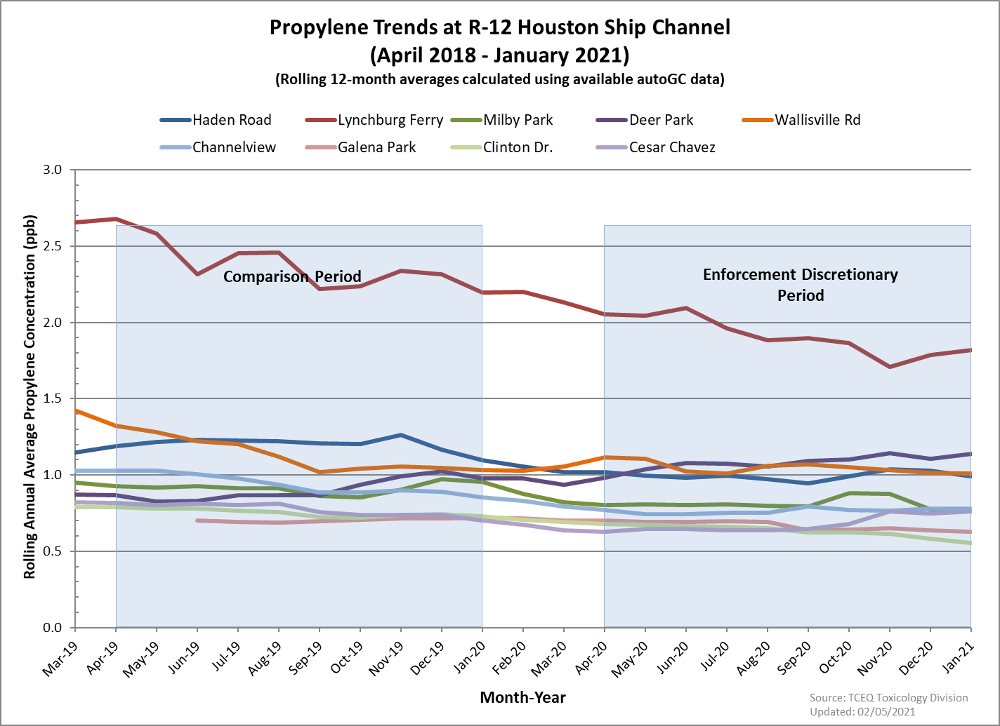 Propylene Trends at R-12 Houston Ship Channel
(April 2018 - January 2021)
(Rolling 12-month averages calculated using available autoGC data)
Haden Road
Lynchburg Ferry
Milby Park
Deer Park
Wallisville Rd
Channelview
Galena Park
Clinton Dr.
Cesar Chavez
Rolling Annual Average Propylene Concentration (ppb)
3.0
2.5
2.0
1.5
1.0
0.5
0.0
Comparison Period
Enforcement Discretionary
Period
Mar-19
Apr-19
May-19
Jun-19
Jul-19
Aug-19
Sep-19
Oct-19
Nov-19
Dec-19
Jan-20
Feb-20
Mar-20
Apr-20
May-20
Jun-20
Jul-20
Aug-20
Sep-20
Oct-20
Nov-20
Dec-20
Jan-21
Month-Year
Source: TCEQ Toxicology Division
Updated: 02/05/2021